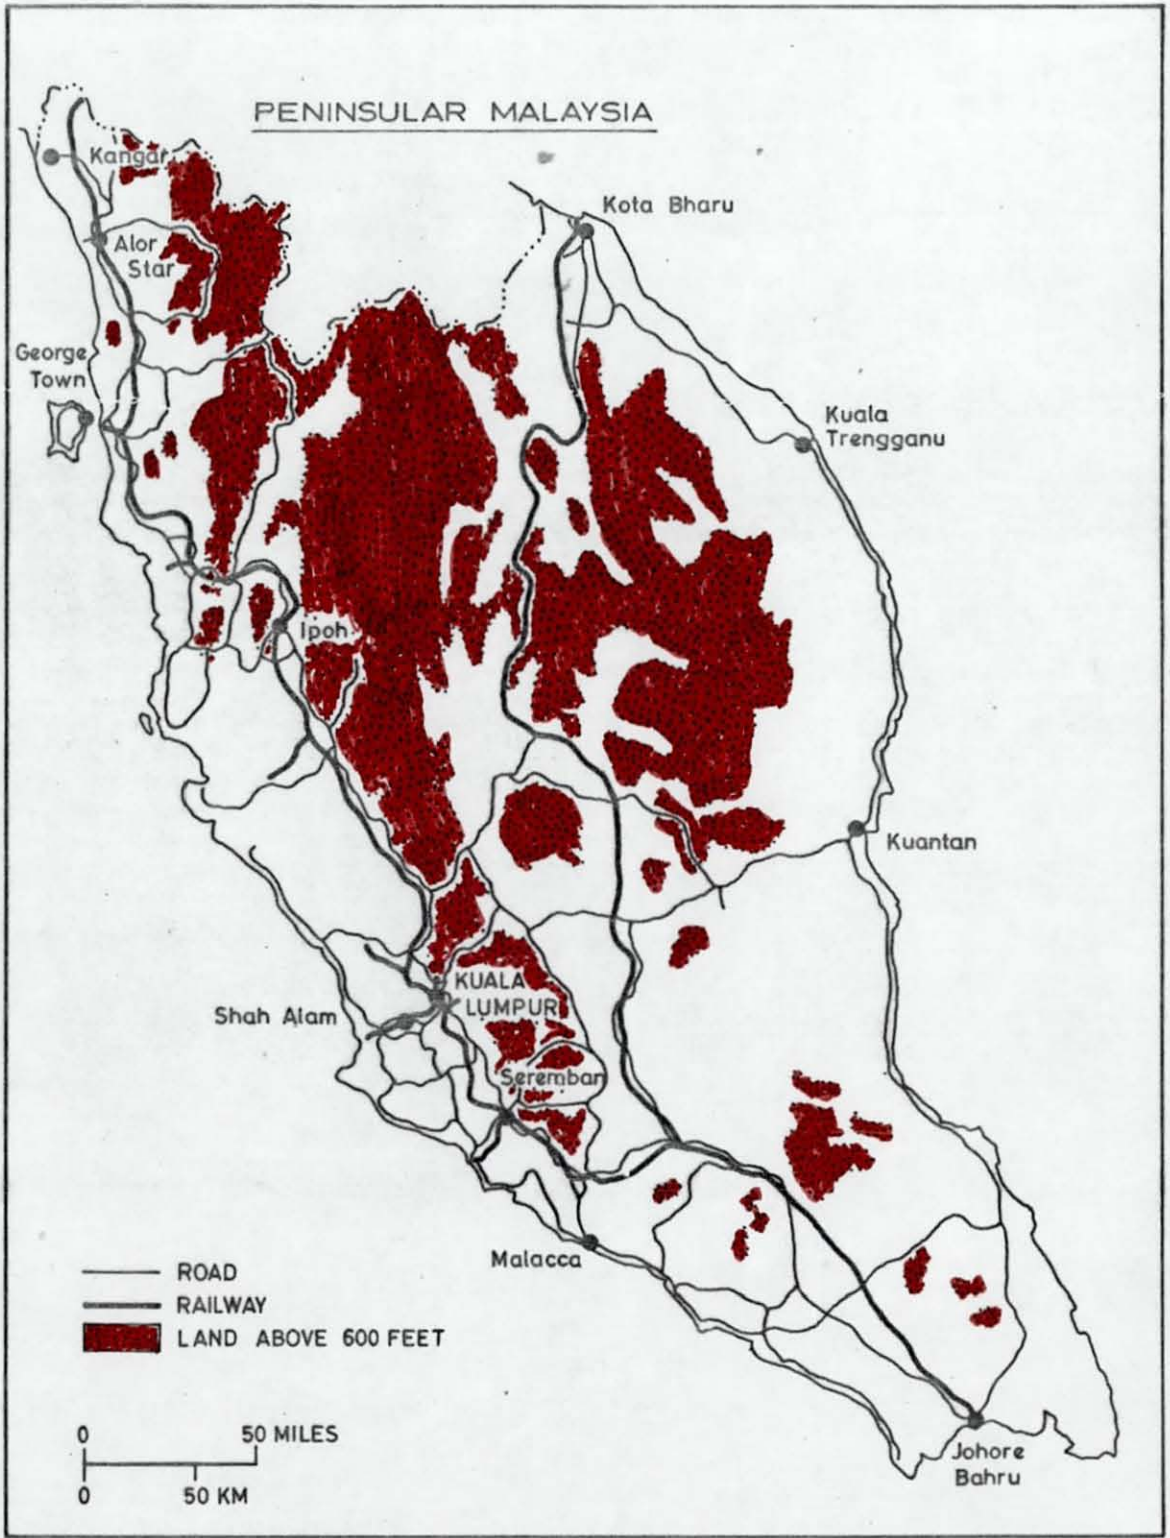 PENINSULAR MALAYSIA
Kangar
Kota Bharu
Alor
Star
George
Town
Kuala
Trengganu
Ipoh
Kuantan
KUALA
LUMPUR
Shah Alam
Seremban
Malacca
ROAD
RAILWAY
LAND ABOVE 600 FEET
0 50 MILES
0 50 KM
Johore
Bahru